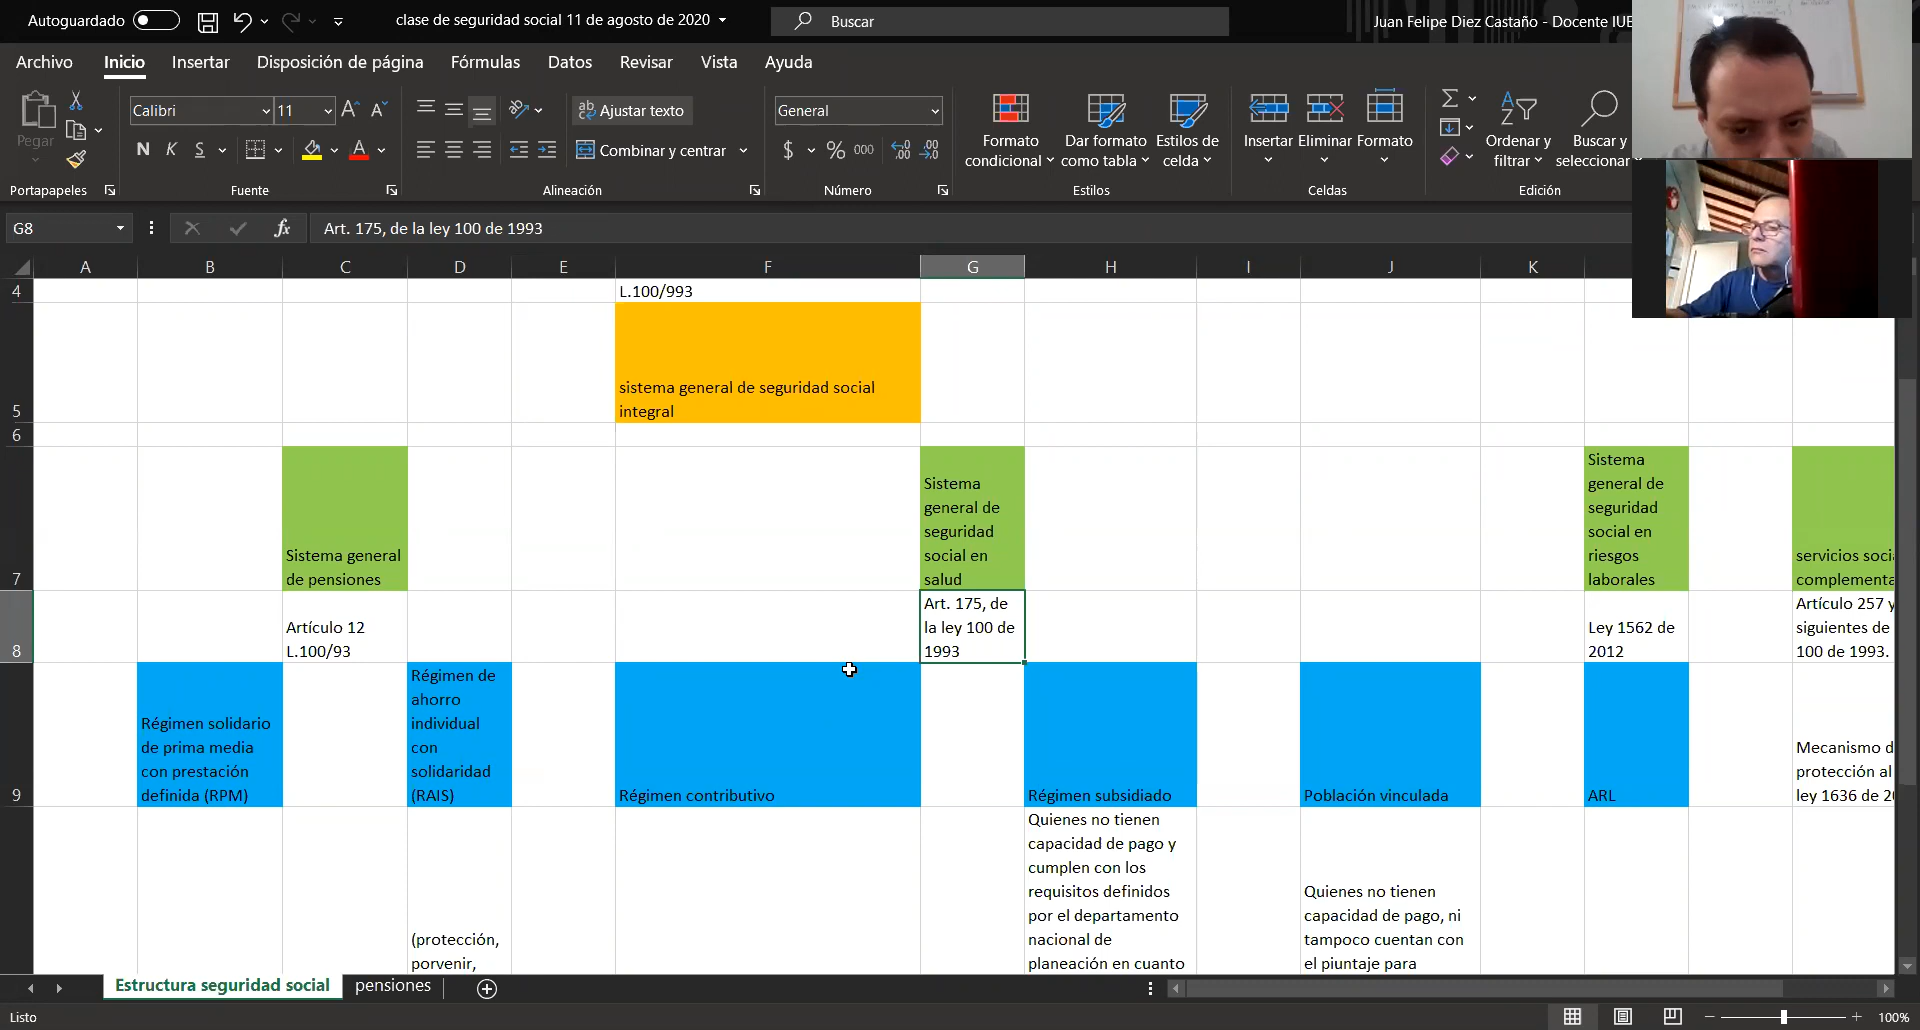 Autoguardado
clase de seguridad social 11 de agosto de 2020
Buscar
Juan Felipe Diez Castaño - Docente IUE
Archivo
Inicio
Insertar
Disposición de página
Fórmulas
Datos
Revisar
Vista
Ayuda
Pegar
Portapapeles
Calibri
11
N K S
Fuente
Ajustar texto
Combinar y centrar
Alineación
General
$ % 000
Número
Formato
condicional
Dar formato
como tabla
Estilos de
celda
Estilos
Insertar
Eliminar
Formato
Celdas
Ordenar y
filtrar
Buscar y
seleccionar
Edición
G8
fx
Art. 175, de la ley 100 de 1993
A B C D E F G H I J K
4
L.100/993
5
sistema general de seguridad social
integral
6
7
Sistema general
de pensiones
Sistema
general de
seguridad
social en
salud
Sistema
general de
seguridad
social en
riesgos
laborales
servicios soci
complementa
8
Artículo 12
L.100/93
Art. 175, de
la ley 100 de
1993
Ley 1562 de
2012
Artículo 257 y
siguientes de
100 de 1993.
9
Régimen solidario
de prima media
con prestación
definida (RPM)
Régimen de
ahorro
individual
con
solidaridad
(RAIS)
Régimen contributivo
Régimen subsidiado
Población vinculada
ARL
Mecanismo d
protección al
ley 1636 de 20
(protección,
porvenir,
Quienes no tienen
capacidad de pago y
cumplen con los
requisitos definidos
por el departamento
nacional de
planeación en cuanto
Quienes no tienen
capacidad de pago, ni
tampoco cuentan con
el piuntaje para
Estructura seguridad social
pensiones
Listo
100%